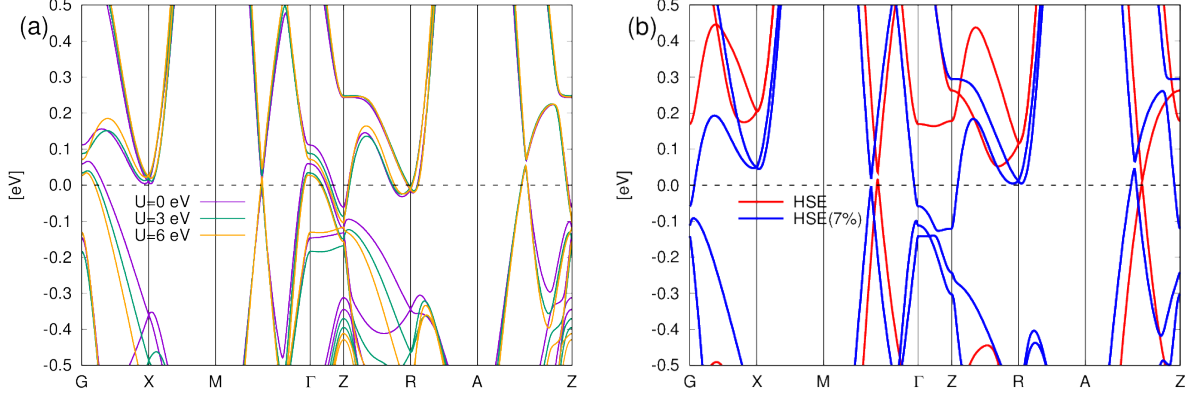 (a)
[eV]
0.5
0.4
0.3
0.2
0.1
0.0
-0.1
-0.2
-0.3
-0.4
-0.5
U=0 eV
U=3 eV
U=6 eV
G X M Γ Z R A Z
(b)
[eV]
0.5
0.4
0.3
0.2
0.1
0.0
-0.1
-0.2
-0.3
-0.4
-0.5
HSE
HSE(7%)
G X M Γ Z R A Z